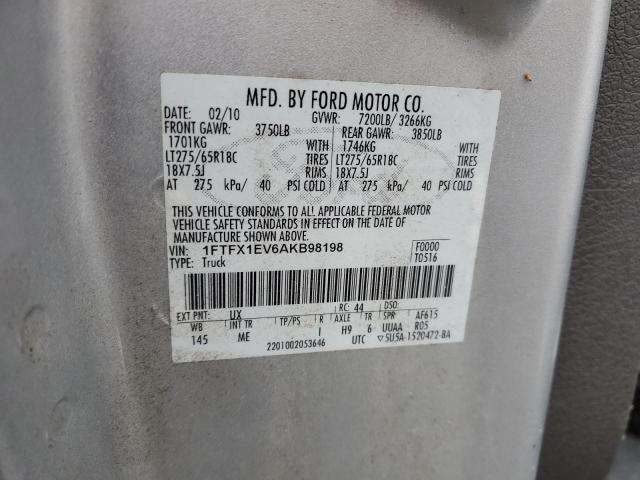 MFD. BY FORD MOTOR CO.
DATE: 02/10 GVWR: 7200LB/ 3266KG
FRONT GAWR: 3750LB REAR GAWR: 3850LB
1701KG WITH 1746KG WITH
LT275/65R18C TIRES LT275/65R18C TIRES
18X7.5J RIMS 18X7.5J RIMS
AT 275 kPa/ 40 PSI COLD AT 275 kPa/ 40 PSI COLD
THIS VEHICLE CONFORMS TO ALL APPLICABLE FEDERAL MOTOR
VEHICLE SAFETY STANDARDS IN EFFECT ON THE DATE OF
MANUFACTURE SHOWN ABOVE.
VIN: 1FTFX1EV6AKB98198 F0000
TYPE: Truck T0516
EXT PNT: UX RC: 44 DSO:
WB INT TR TP/PS R AXLE TR SPR AF615
145 ME I H9 6 UUAA R05
2201002053646 UTC ▽5U5A-1520472-BA